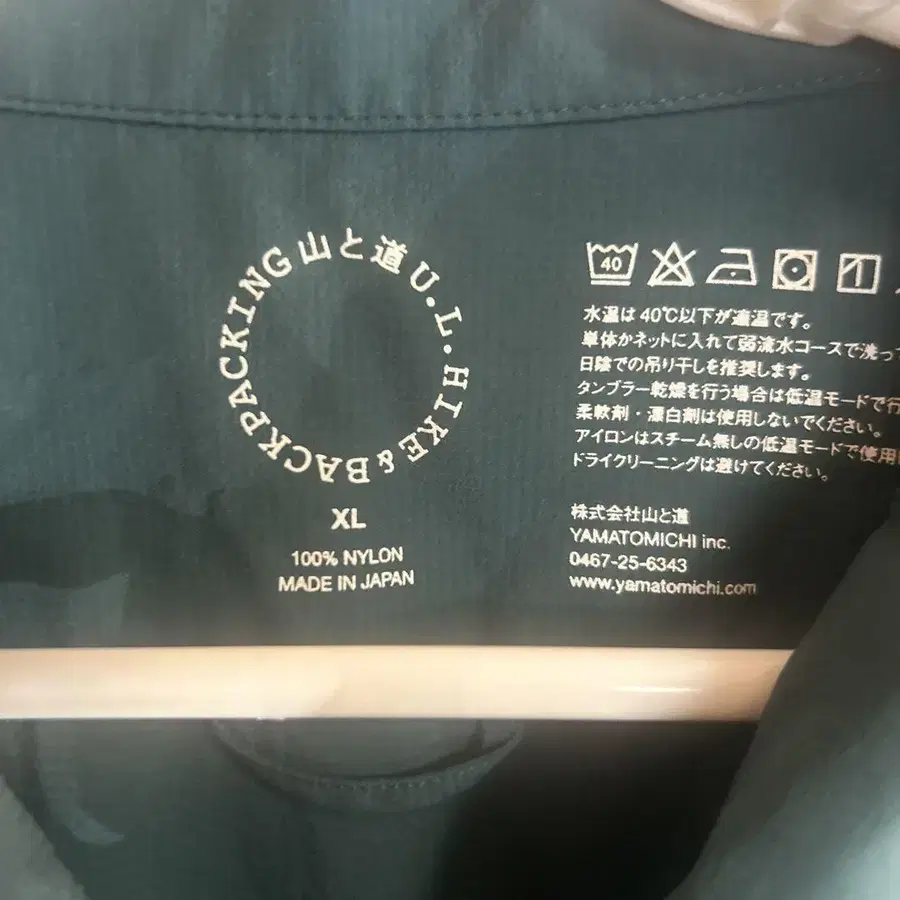 山と道 U.L. HIKE & BACKPACKING
XL
100% NYLON
MADE IN JAPAN
40
水温は40℃以下が適温です。
単体かネットに入れて弱流水コースで洗っ
日陰での吊り干しを推奨します。
タンブラー乾燥を行う場合は低温モードで行
柔軟剤・漂白剤は使用しないでください。
アイロンはスチーム無しの低温モードで使用
ドライクリーニングは避けてください。
株式会社山と道
YAMATOMICHI inc.
0467-25-6343
www.yamatomichi.com